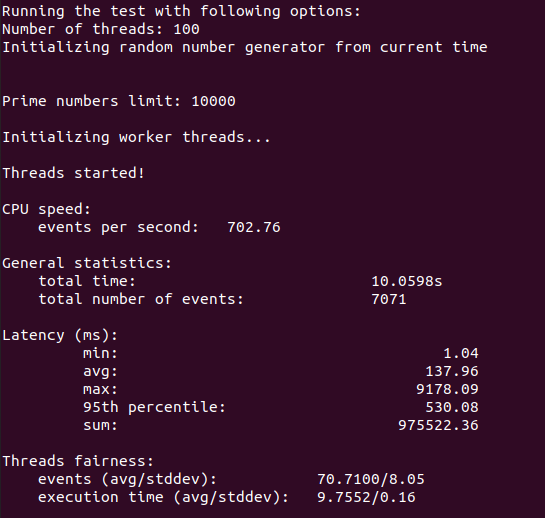 Running the test with following options:
Number of threads: 100
Initializing random number generator from current time
Prime numbers limit: 10000
Initializing worker threads...
Threads started!
CPU speed:
events per second: 702.76
General statistics:
total time: 10.0598s
total number of events: 7071
Latency (ms):
min: 1.04
avg: 137.96
max: 9178.09
95th percentile: 530.08
sum: 975522.36
Threads fairness:
events (avg/stddev): 70.7100/8.05
execution time (avg/stddev): 9.7552/0.16